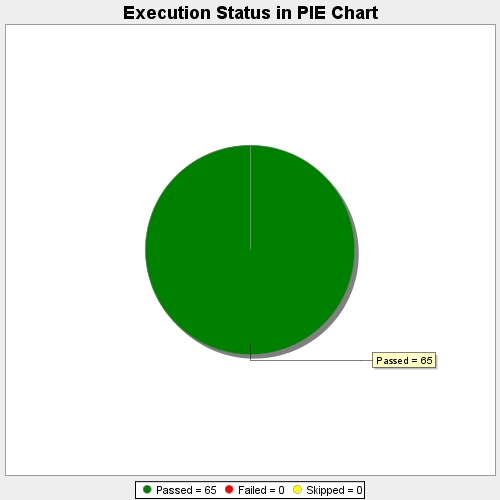 Execution Status in PIE Chart
Passed = 65
Passed = 65 Failed = 0 Skipped = 0